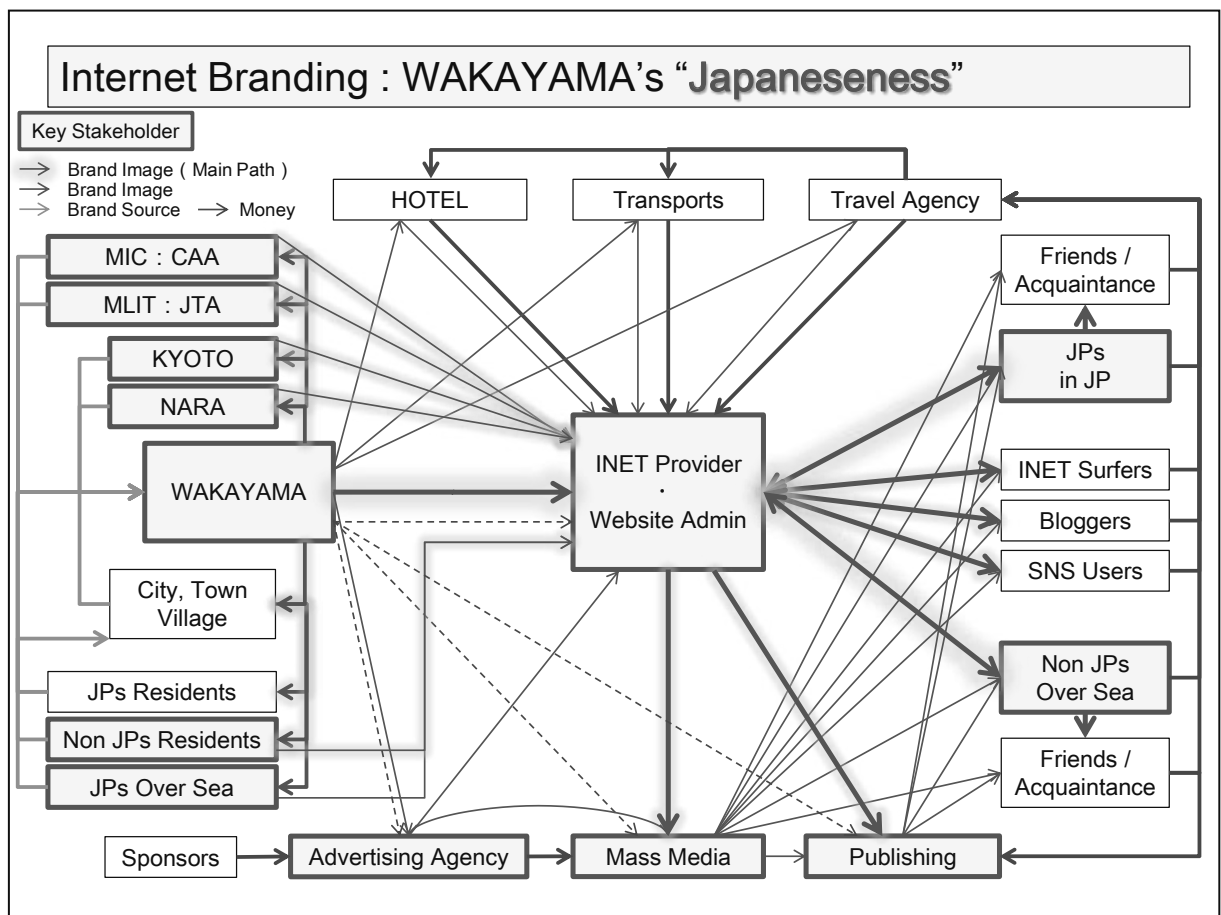 Internet Branding : WAKAYAMA's “Japaneseness”
Key Stakeholder
Brand Image ( Main Path )
Brand Image
Brand Source
Money
HOTEL
Transports
Travel Agency
MIC : CAA
MLIT : JTA
KYOTO
NARA
WAKAYAMA
City, Town
Village
JPs Residents
Non JPs Residents
JPs Over Sea
INET Provider
・
Website Admin
Friends /
Acquaintance
JPs
in JP
INET Surfers
Bloggers
SNS Users
Non JPs
Over Sea
Friends /
Acquaintance
Sponsors
Advertising Agency
Mass Media
Publishing